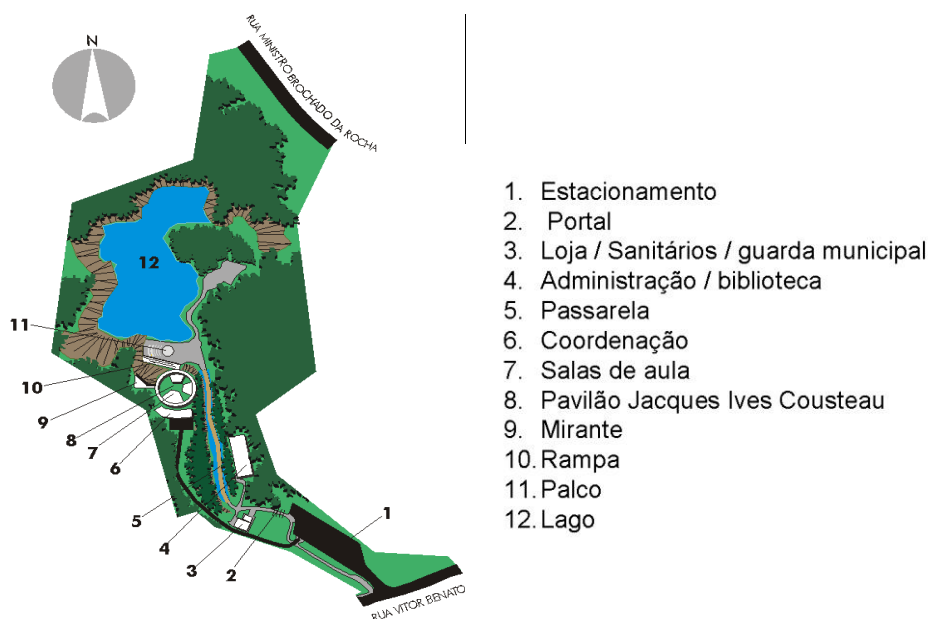 N
RUA MINISTRO BROCHADO DA ROCHA
12
11
10
9
8
7
6
5
4
3
2
1
RUA VITOR BENATO
1. Estacionamento
2. Portal
3. Loja / Sanitários / guarda municipal
4. Administração / biblioteca
5. Passarela
6. Coordenação
7. Salas de aula
8. Pavilão Jacques Ives Cousteau
9. Mirante
10. Rampa
11. Palco
12. Lago